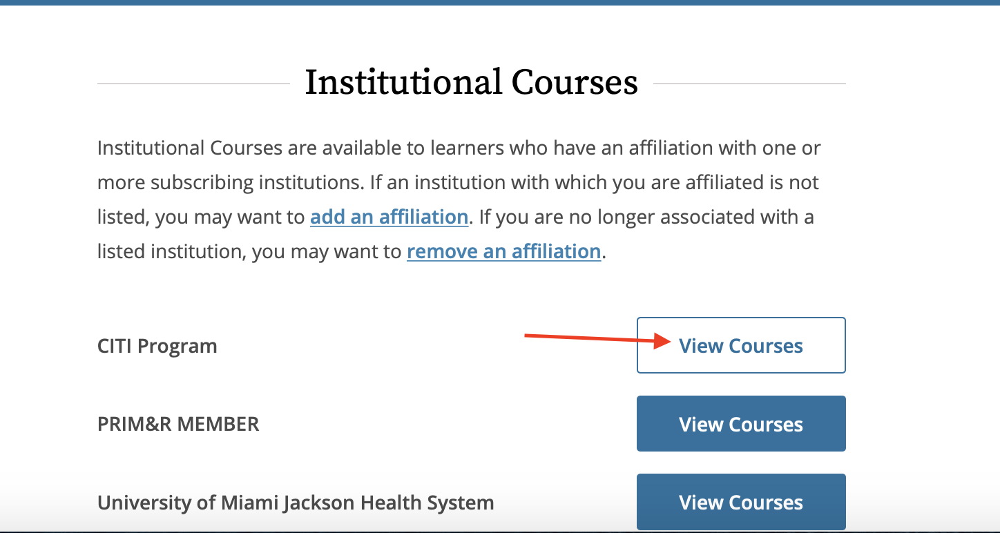 Institutional Courses
Institutional Courses are available to learners who have an affiliation with one or
more subscribing institutions. If an institution with which you are affiliated is not
listed, you may want to add an affiliation. If you are no longer associated with a
listed institution, you may want to remove an affiliation.
CITI Program
View Courses
PRIM&R MEMBER
View Courses
University of Miami Jackson Health System
View Courses